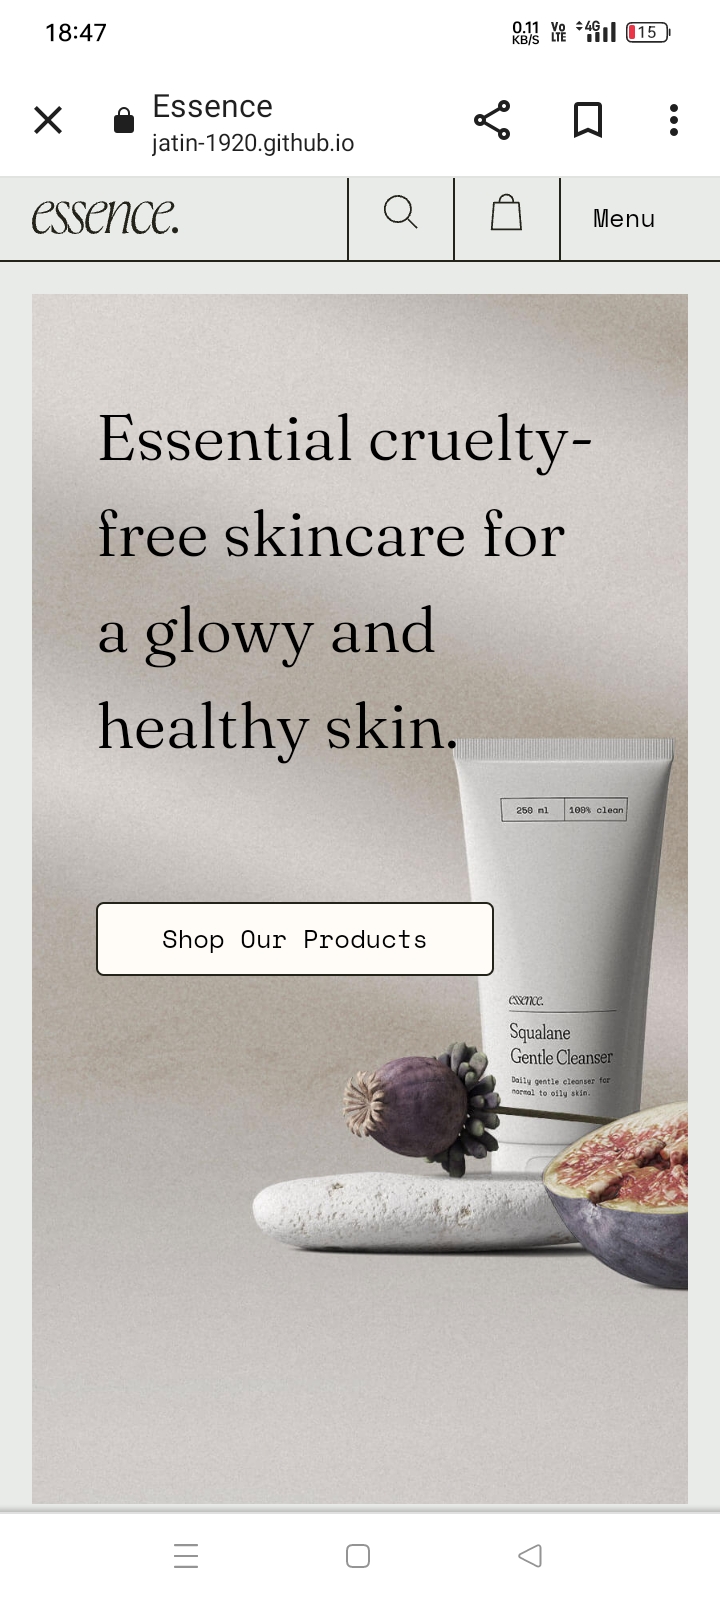 18:47
0.11 KB/S
Vo LTE
4G
15
Essence
jatin-1920.github.io
essence.
Menu
Essential cruelty-
free skincare for
a glowy and
healthy skin.
250 ml
100% clean
Shop Our Products
essence.
Squalane
Gentle Cleanser
Daily gentle cleanser for
normal to oily skin.